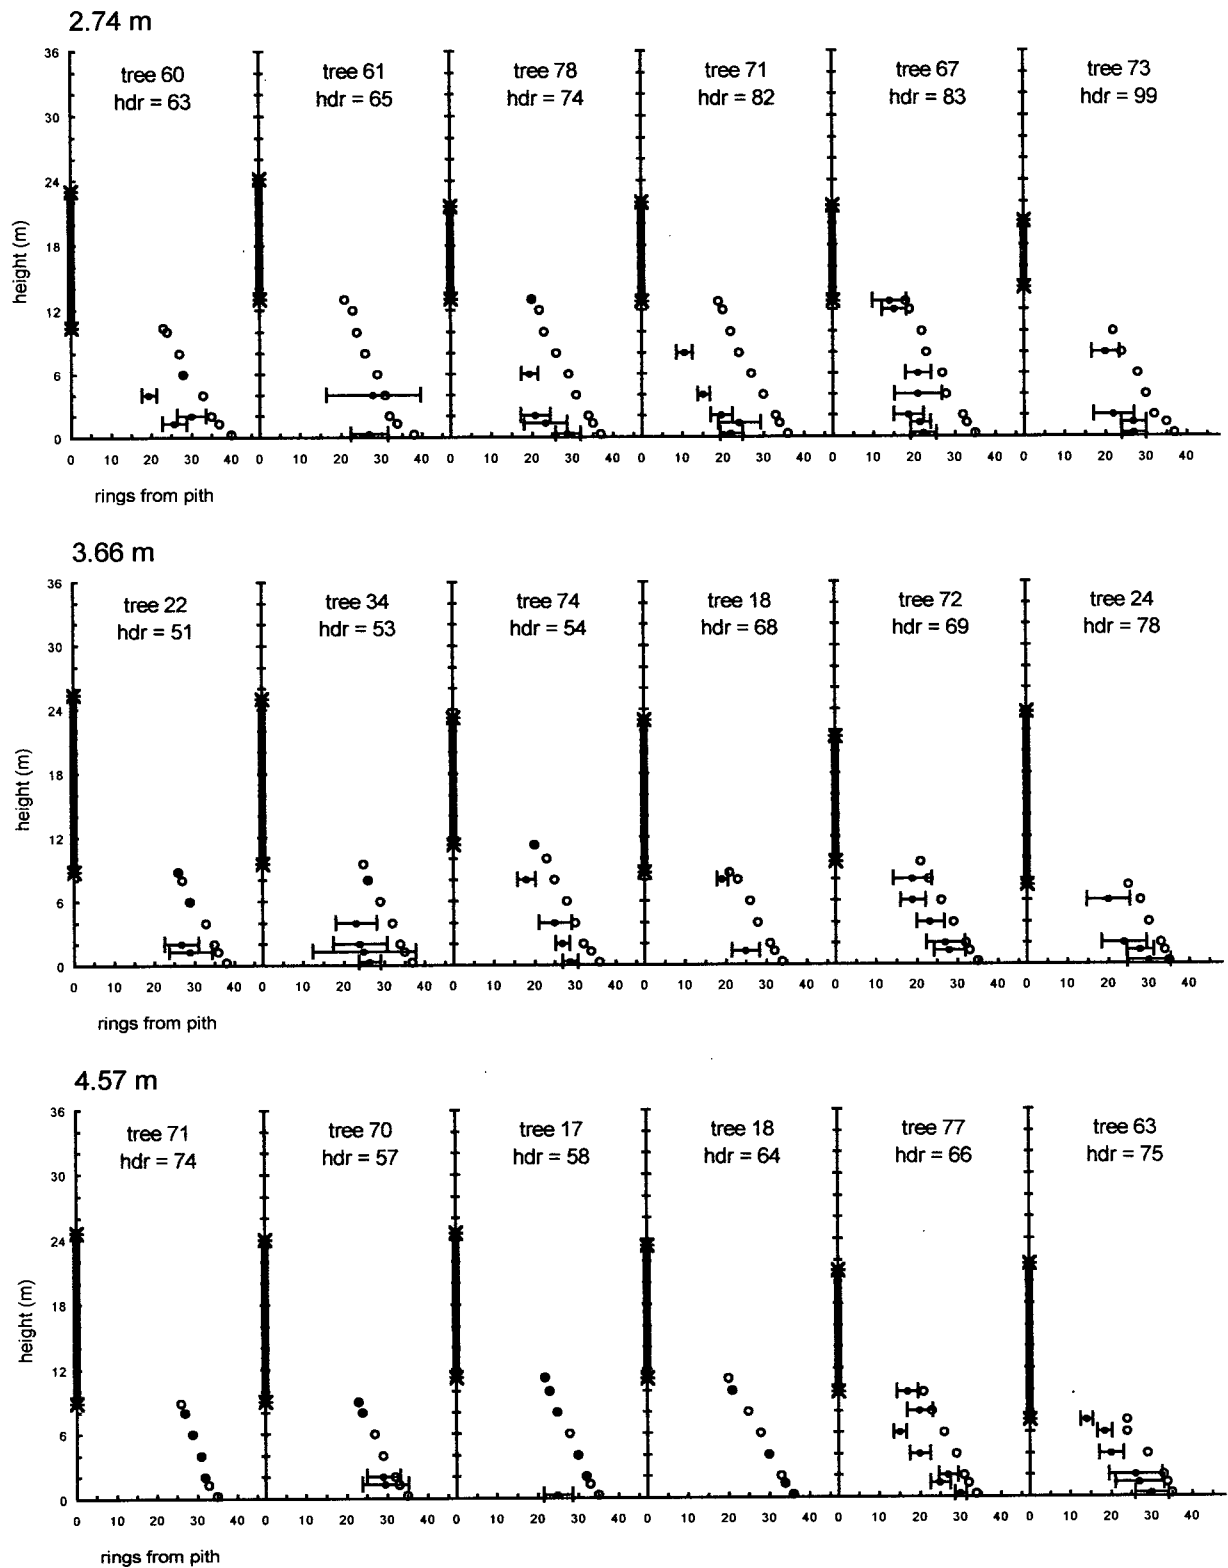 2.74 m
36
30
24
18
12
6
0
height (m)
tree 60
hdr = 63
tree 61
hdr = 65
tree 78
hdr = 74
tree 71
hdr = 82
tree 67
hdr = 83
tree 73
hdr = 99
0 10 20 30 40 0 10 20 30 40 0 10 20 30 40 0 10 20 30 40 0 10 20 30 40 0 10 20 30 40
rings from pith
3.66 m
36
30
24
18
12
6
0
height (m)
tree 22
hdr = 51
tree 34
hdr = 53
tree 74
hdr = 54
tree 18
hdr = 68
tree 72
hdr = 69
tree 24
hdr = 78
0 10 20 30 40 0 10 20 30 40 0 10 20 30 40 0 10 20 30 40 0 10 20 30 40 0 10 20 30 40
rings from pith
4.57 m
36
30
24
18
12
6
0
height (m)
tree 71
hdr = 74
tree 70
hdr = 57
tree 17
hdr = 58
tree 18
hdr = 64
tree 77
hdr = 66
tree 63
hdr = 75
0 10 20 30 40 0 10 20 30 40 0 10 20 30 40 0 10 20 30 40 0 10 20 30 40 0 10 20 30 40
rings from pith